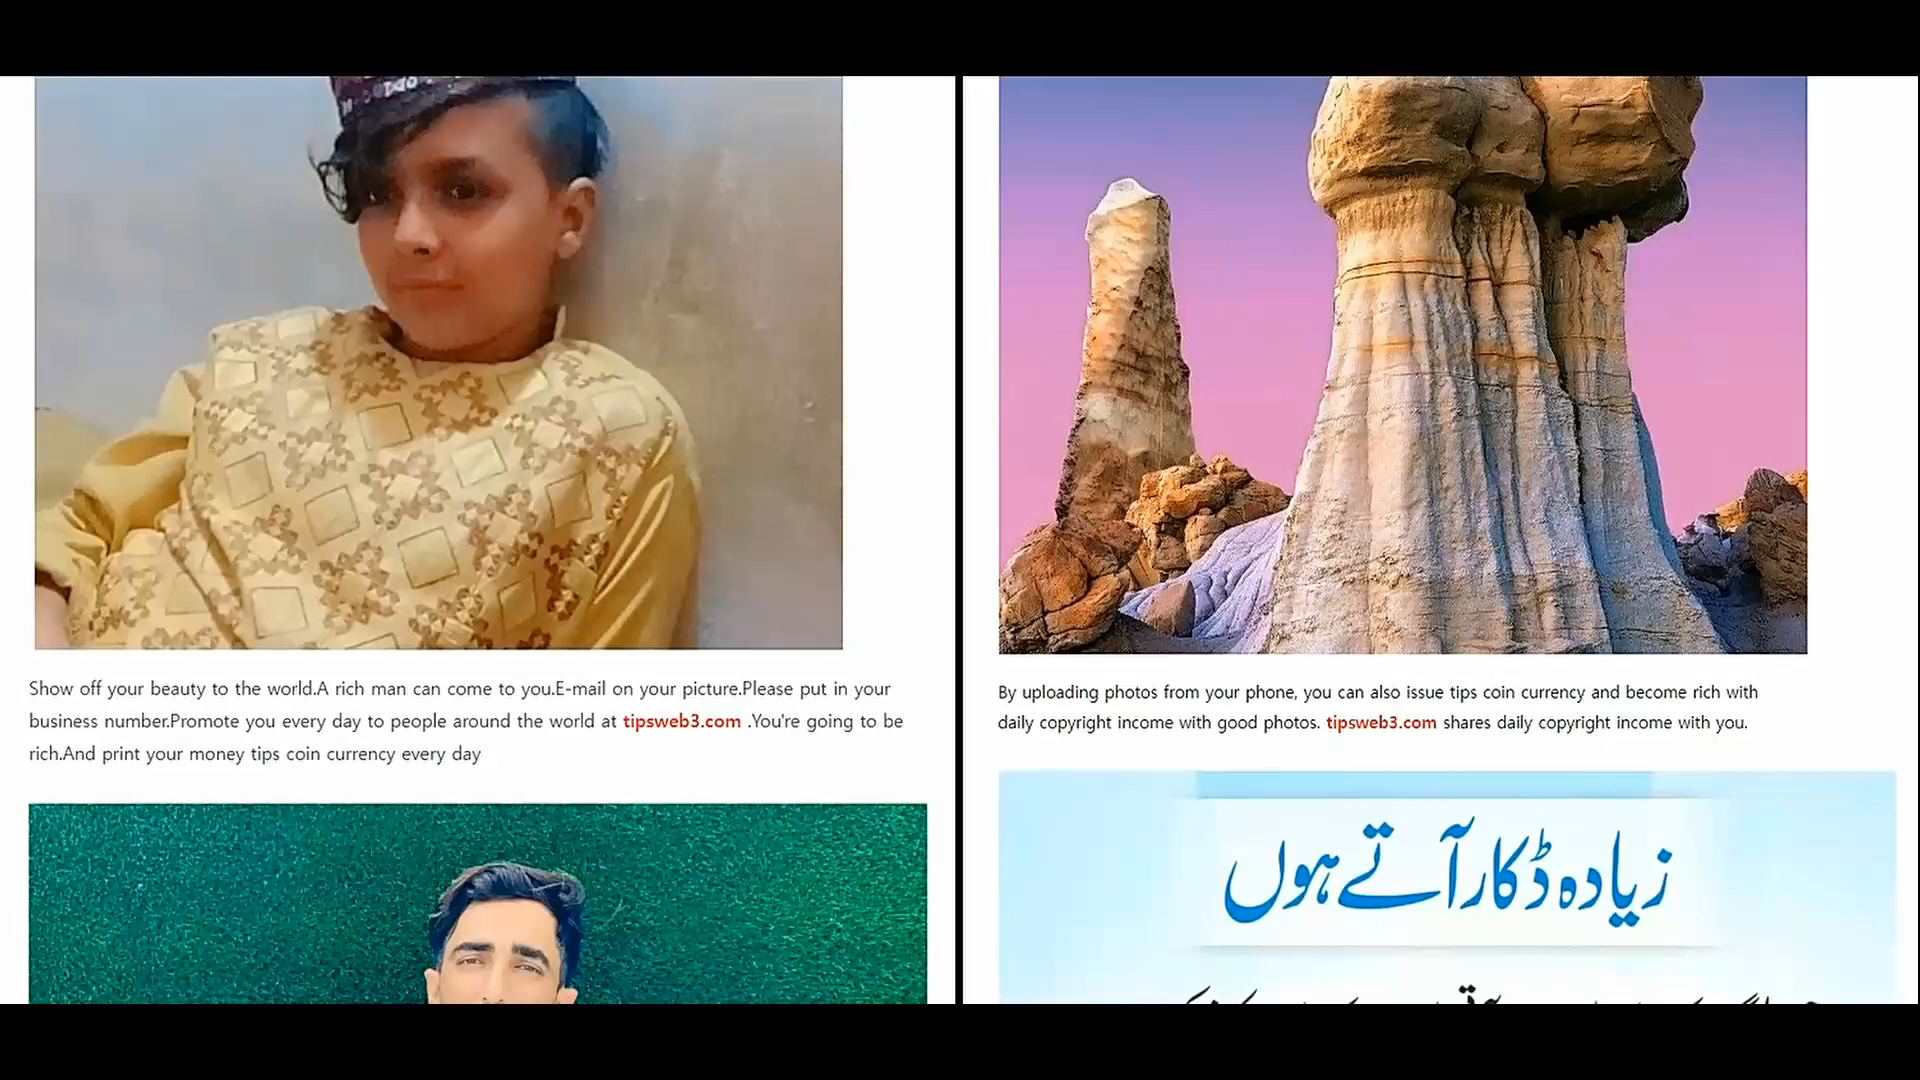 Show off your beauty to the world.A rich man can come to you.E-mail on your picture.Please put in your
business number.Promote you every day to people around the world at tipsweb3.com .You're going to be
rich.And print your money tips coin currency every day
By uploading photos from your phone, you can also issue tips coin currency and become rich with
daily copyright income with good photos. tipsweb3.com shares daily copyright income with you.
زیادہ ڈکار آتے ہوں